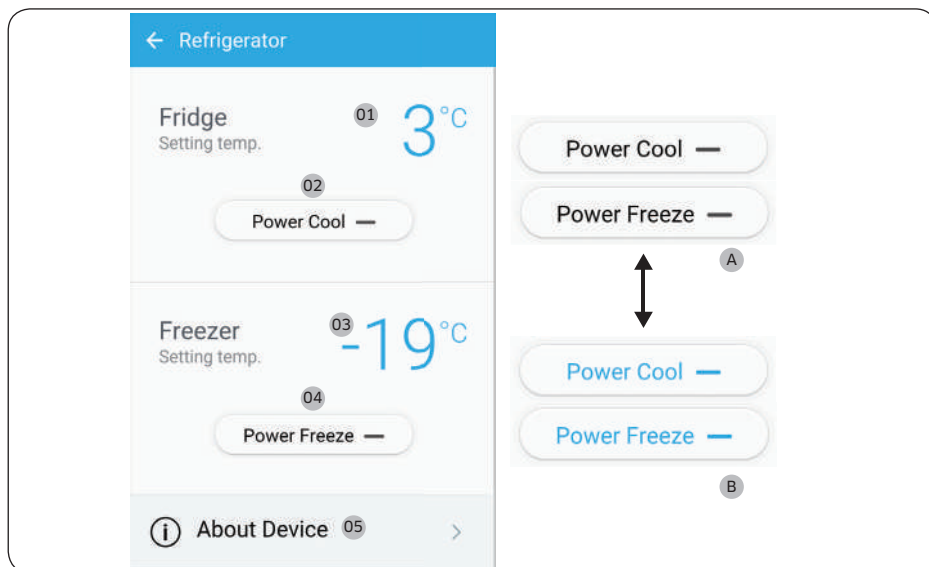 ← Refrigerator
Fridge 01 3°C
Setting temp.
02
Power Cool —
Freezer 03 -19°C
Setting temp.
04
Power Freeze —
i About Device 05 >
Power Cool —
Power Freeze —
A
Power Cool —
Power Freeze —
B